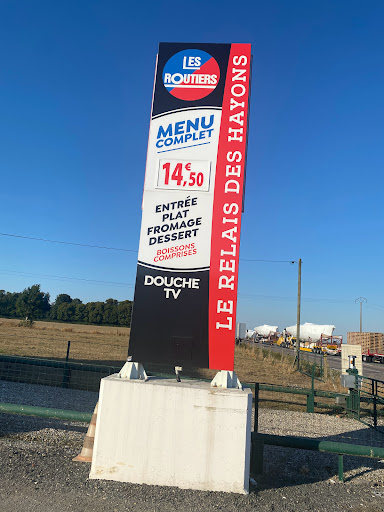 LES
ROUTIERS
MENU
COMPLET
14,€50
ENTRÉE
PLAT
FROMAGE
DESSERT
BOISSONS
COMPRISES
DOUCHE
TV
LE RELAIS DES HAYONS